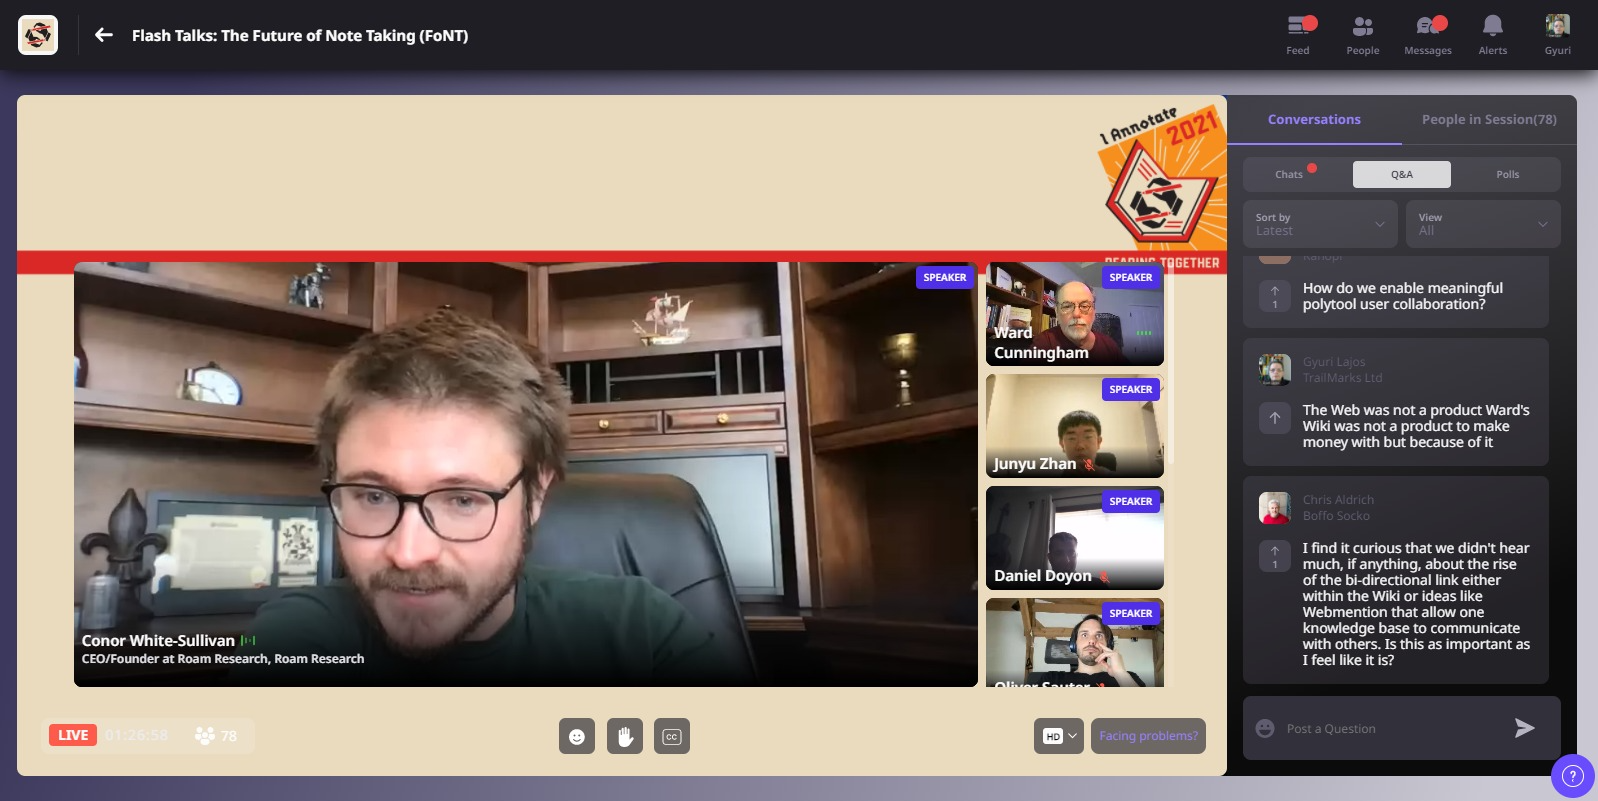 Flash Talks: The Future of Note Taking (FoNT)
Feed
People
Messages
Alerts
Gyuri
I Annotate
2021
READING TOGETHER
SPEAKER
Conor White-Sullivan
CEO/Founder at Roam Research, Roam Research
SPEAKER
Ward
Cunningham
SPEAKER
Junyu Zhan
SPEAKER
Daniel Doyon
SPEAKER
Oliver Sauter
LIVE 01:26:58 78
CC
HD
Facing problems?
Conversations
People in Session(78)
Chats
Q&A
Polls
Sort by
Latest
View
All
Kanopi
1
How do we enable meaningful
polytool user collaboration?
Gyuri Lajos
TrailMarks Ltd
The Web was not a product Ward's
Wiki was not a product to make
money with but because of it
Chris Aldrich
Boffo Socko
1
I find it curious that we didn't hear
much, if anything, about the rise
of the bi-directional link either
within the Wiki or ideas like
Webmention that allow one
knowledge base to communicate
with others. Is this as important as
I feel like it is?
Post a Question
?